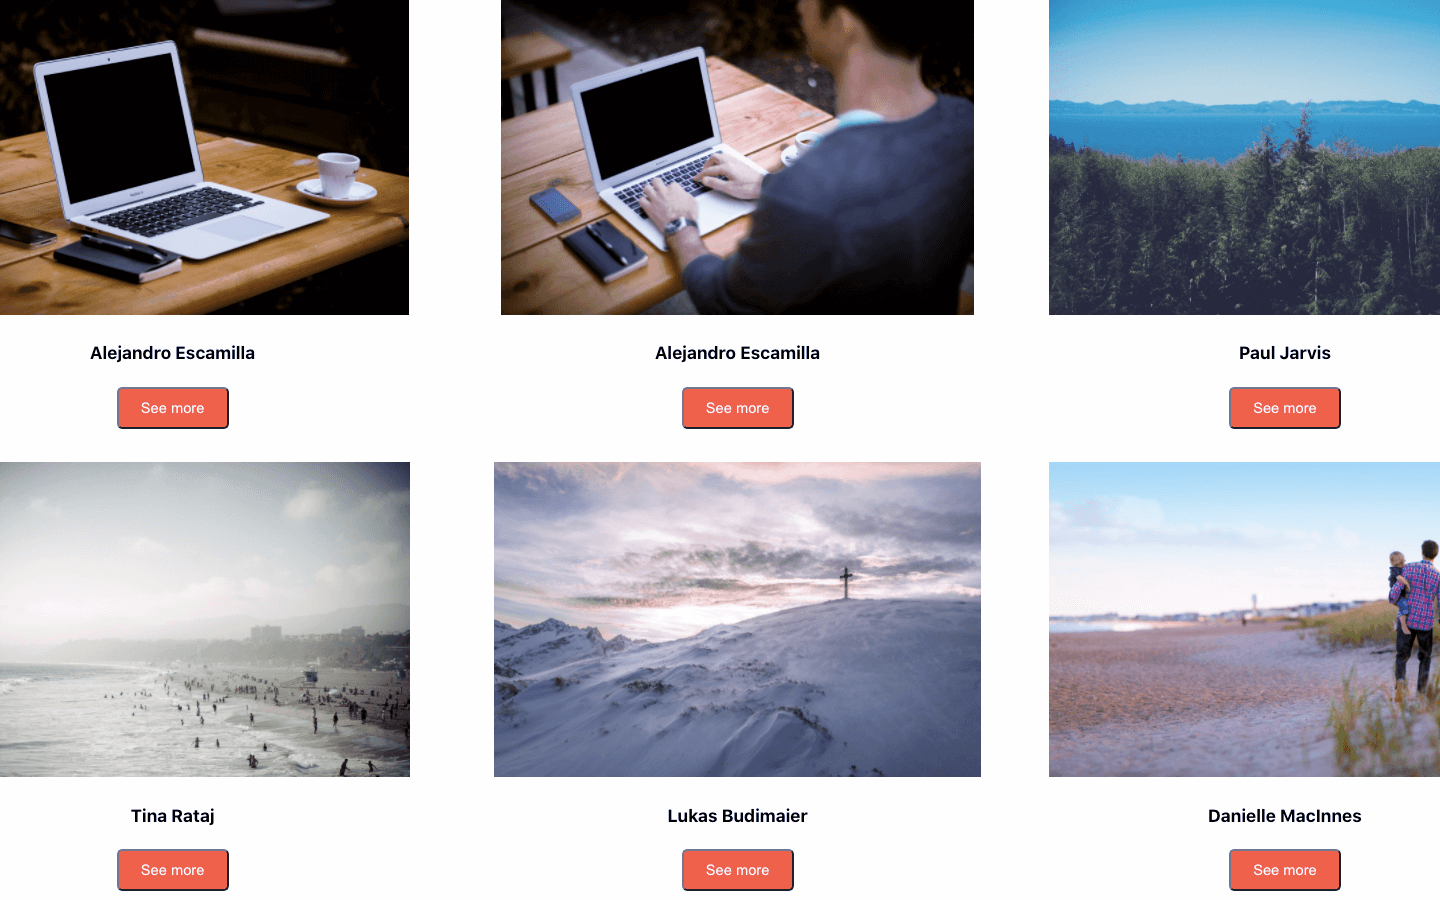 Alejandro Escamilla
Alejandro Escamilla
Paul Jarvis
See more
See more
See more
Tina Rataj
Lukas Budimaier
Danielle MacInnes
See more
See more
See more